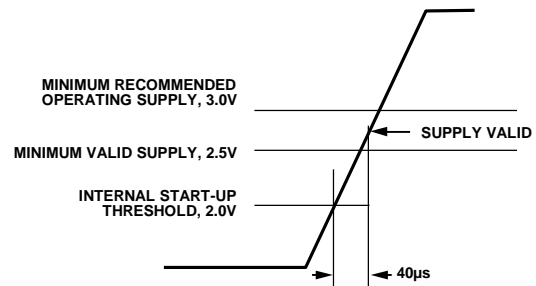 MINIMUM RECOMMENDED
OPERATING SUPPLY, 3.0V
SUPPLY VALID
MINIMUM VALID SUPPLY, 2.5V
INTERNAL START-UP
THRESHOLD, 2.0V
40µs